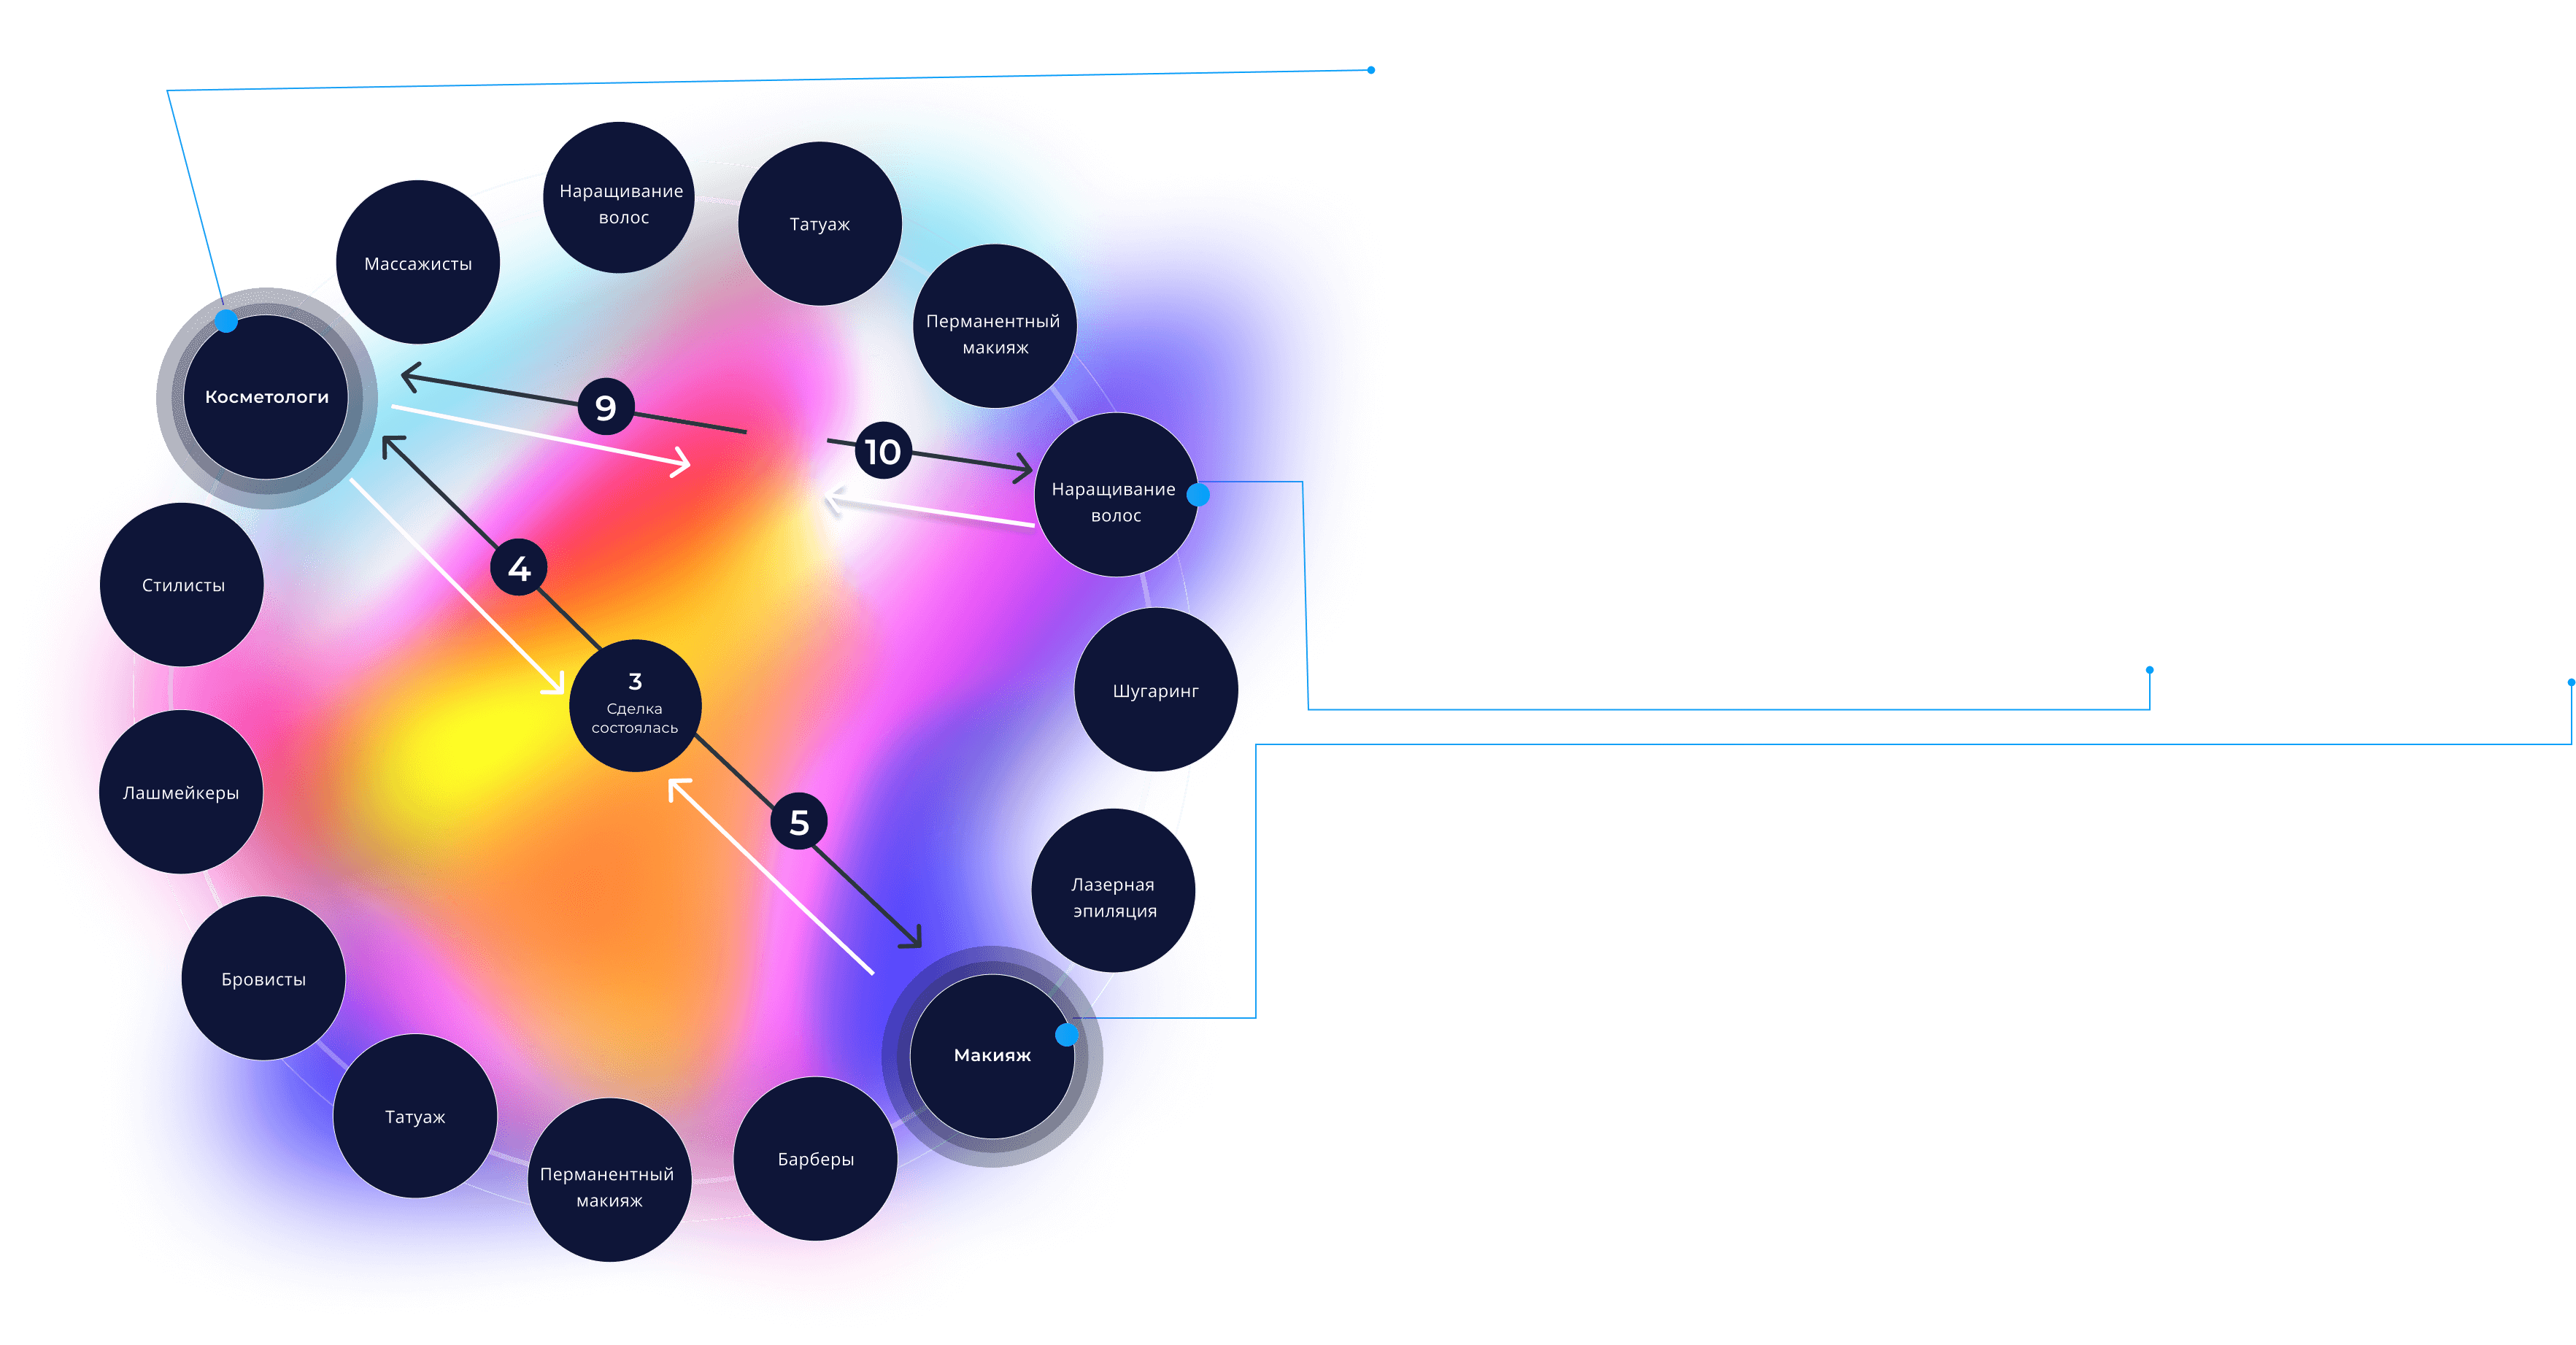 Наращивание
волос
Татуаж
Массажисты
Перманентный
макияж
Косметологи
9
10
Наращивание
волос
4
Стилисты
3
Сделка
состоялась
Шугаринг
Лашмейкеры
5
Лазерная
эпиляция
Бровисты
Макияж
Татуаж
Барберы
Перманентный
макияж